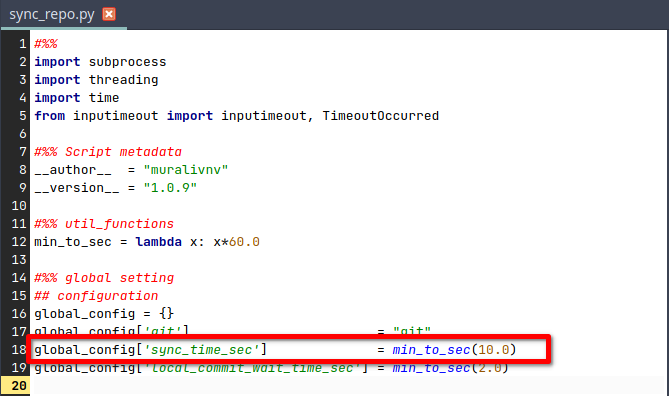 sync_repo.py
1 #%%
2 import subprocess
3 import threading
4 import time
5 from inputimeout import inputimeout, TimeoutOccurred
6
7 #%% Script metadata
8 __author__  = "muralivnv"
9 __version__ = "1.0.9"
10
11 #%% util_functions
12 min_to_sec = lambda x: x*60.0
13
14 #%% global setting
15 ## configuration
16 global_config = {}
17 global_config['git']                        = "git"
18 global_config['sync_time_sec']              = min_to_sec(10.0)
19 global_config['local_commit_wait_time_sec'] = min_to_sec(2.0)
20